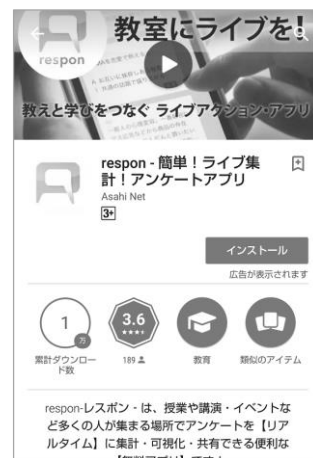 教室にライブを!
respon
教えと学びをつなぐ ライブアクション・アプリ
respon - 簡単！ライブ集
計！アンケートアプリ
Asahi Net
3+
インストール
広告が表示されます
1
万
3.6
累計ダウンロー
ド数
189
教育
類似のアイテム
respon-レスポン - は、授業や講演・イベントな
ど多くの人が集まる場所でアンケートを【リア
ルタイム】に集計・可視化・共有できる便利な
【無料アプリ】です！